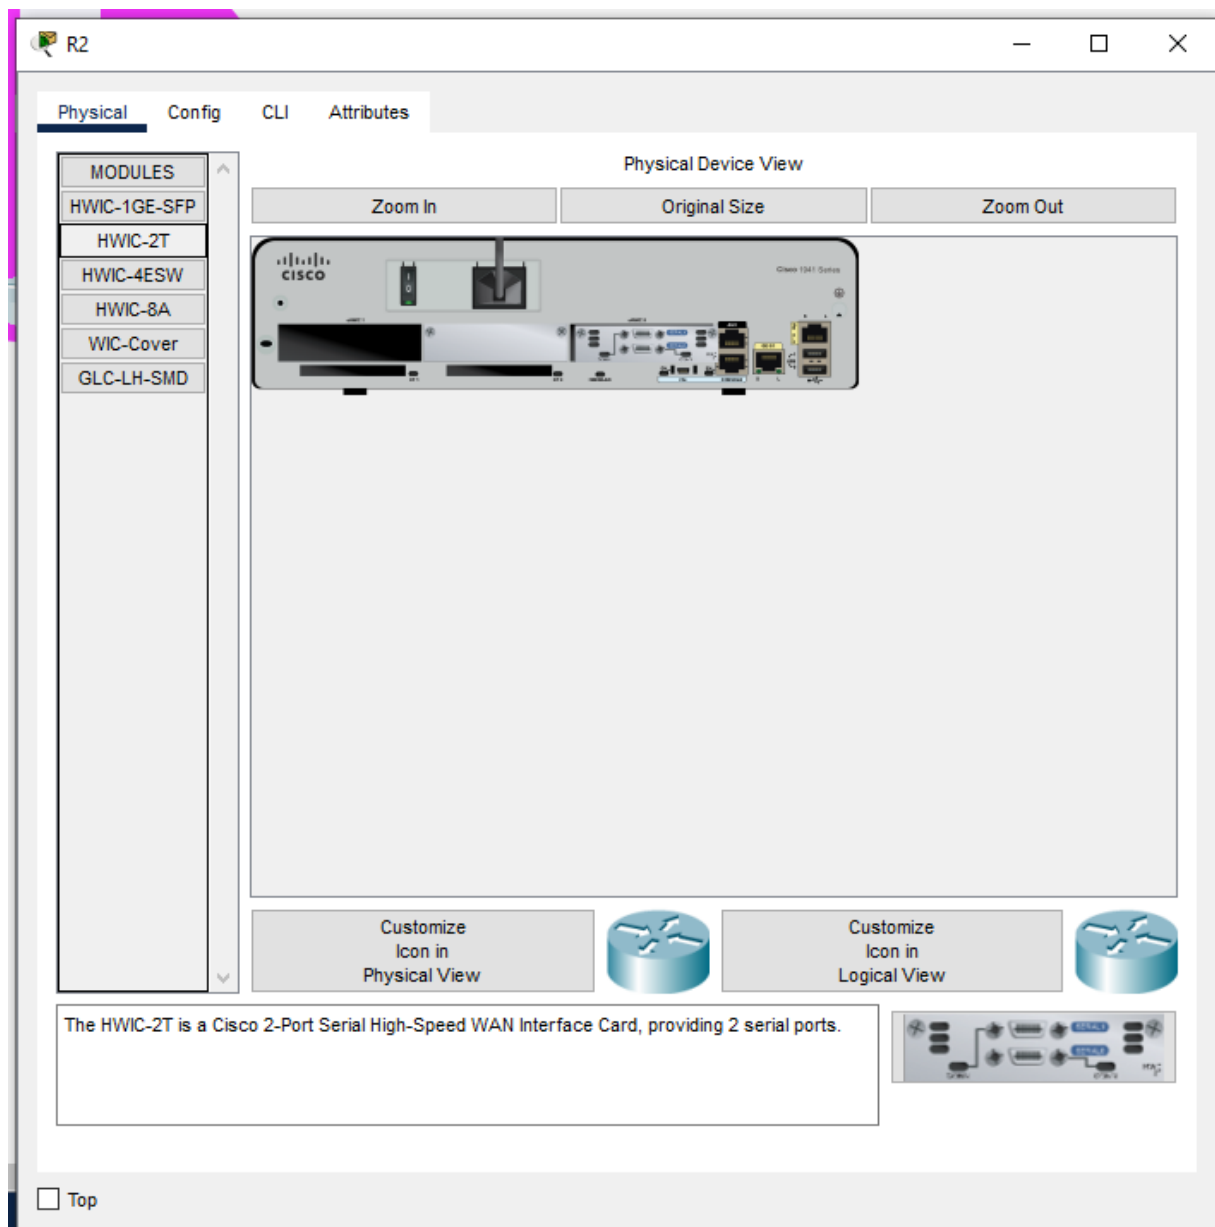 R2
Physical
Config
CLI
Attributes
MODULES
HWIC-1GE-SFP
HWIC-2T
HWIC-4ESW
HWIC-8A
WIC-Cover
GLC-LH-SMD
Physical Device View
Zoom In
Original Size
Zoom Out
CISCO
Cisco 1941 Series
Customize
Icon in
Physical View
Customize
Icon in
Logical View
The HWIC-2T is a Cisco 2-Port Serial High-Speed WAN Interface Card, providing 2 serial ports.
Top